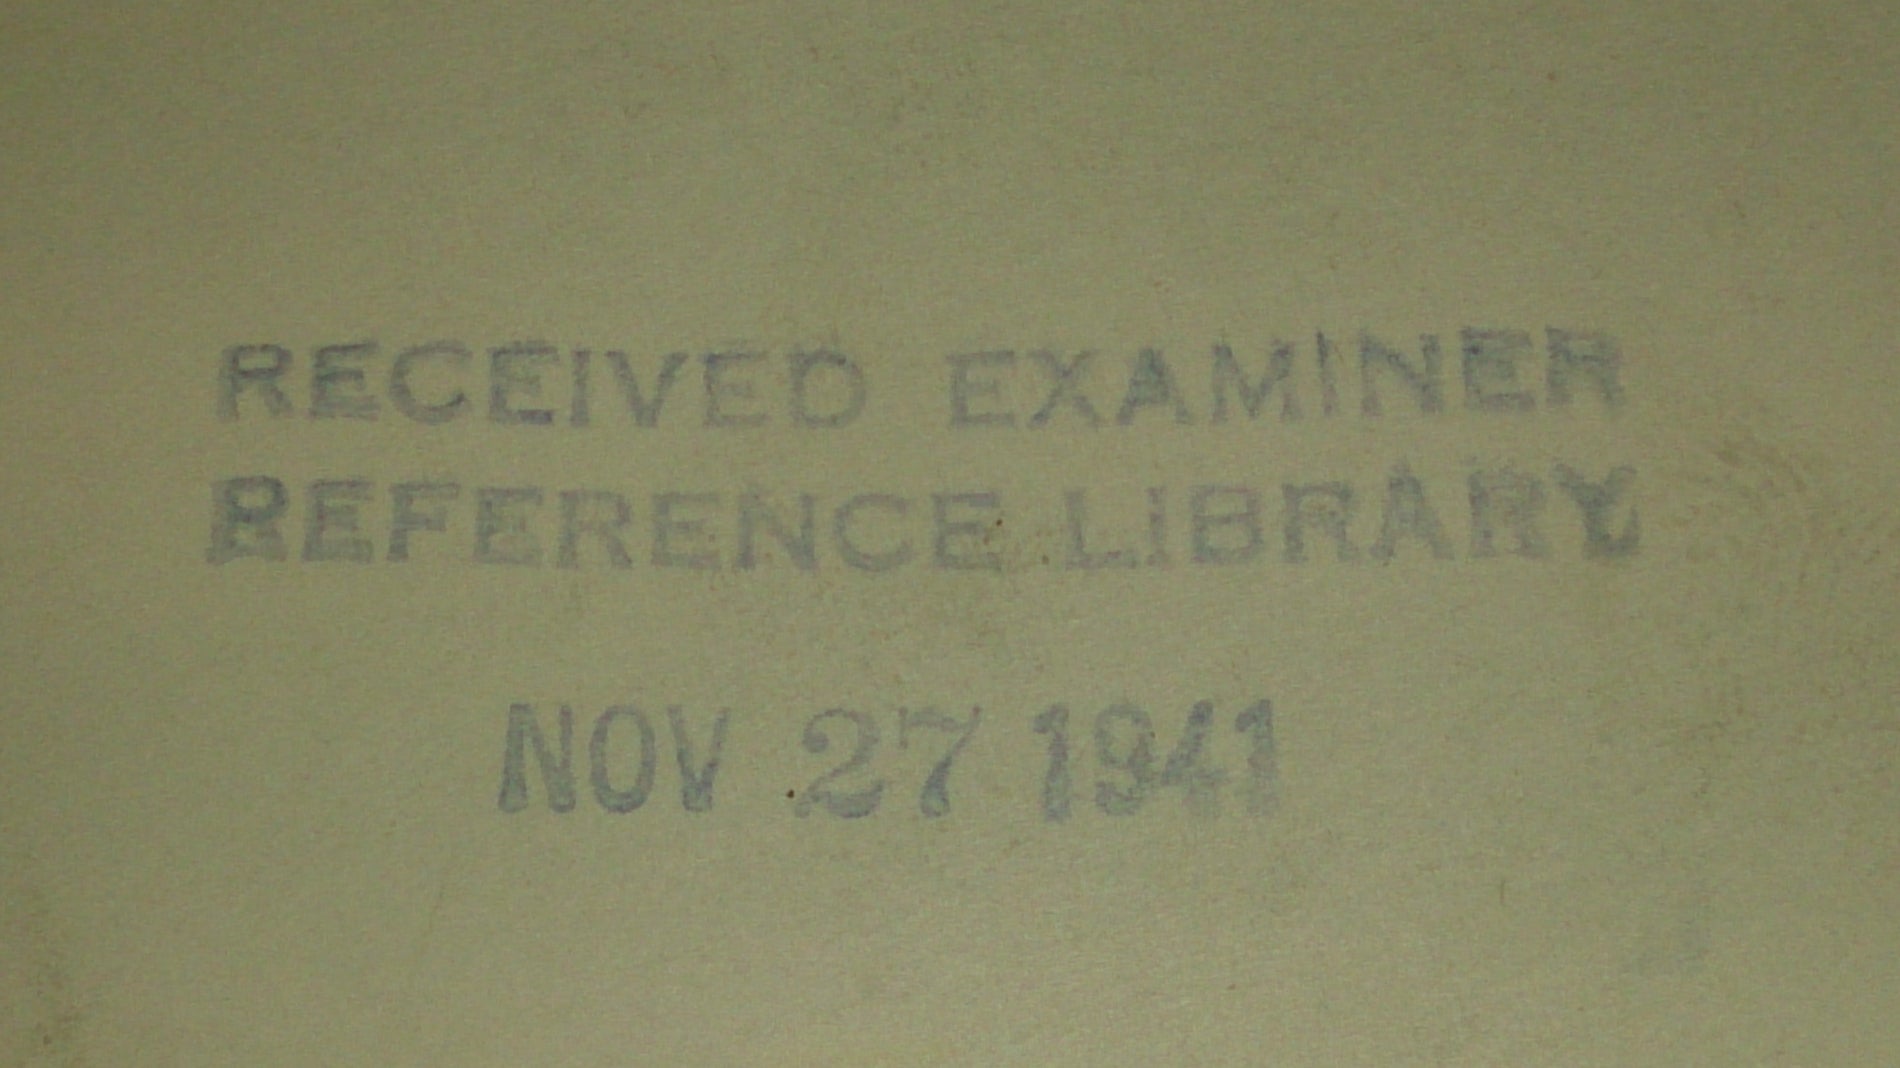 RECEIVED EXAMINER
REFERENCE LIBRARY
NOV 27 1941